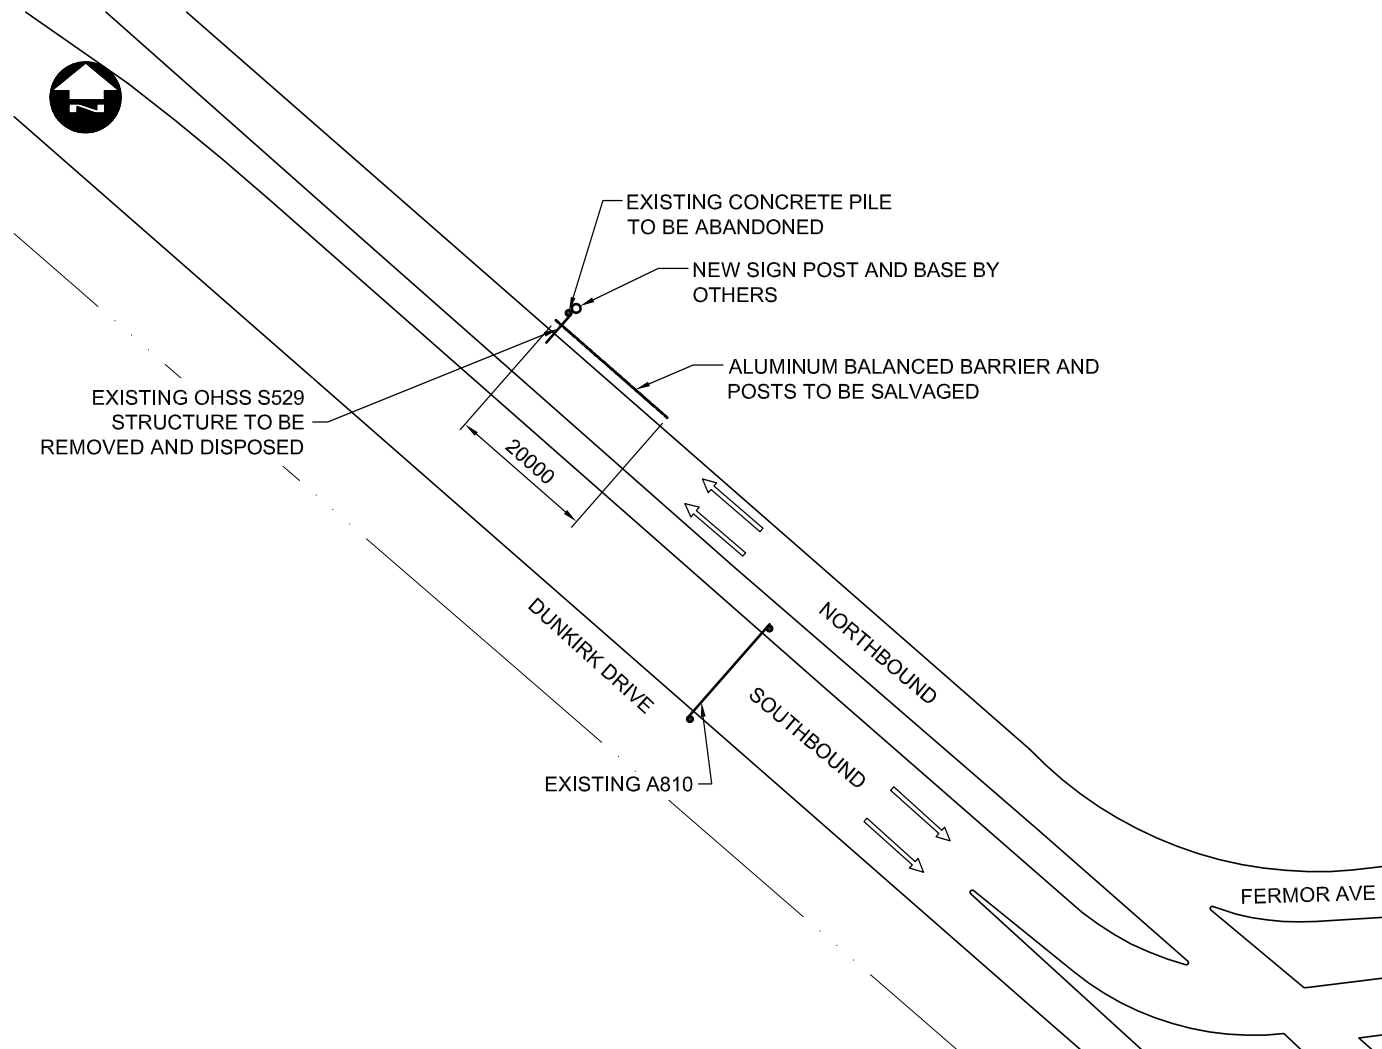 N
EXISTING CONCRETE PILE
TO BE ABANDONED
NEW SIGN POST AND BASE BY
OTHERS
ALUMINUM BALANCED BARRIER AND
POSTS TO BE SALVAGED
EXISTING OHSS S529
STRUCTURE TO BE
REMOVED AND DISPOSED
20000
DUNKIRK DRIVE
NORTHBOUND
SOUTHBOUND
EXISTING A810
FERMOR AVE